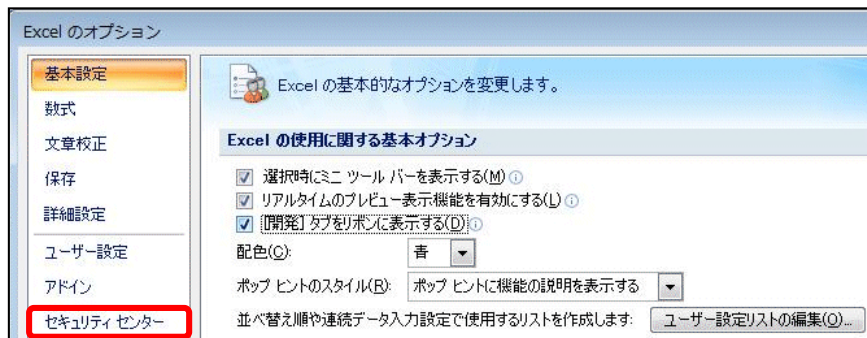 Excel のオプション
基本設定
数式
文章校正
保存
詳細設定
ユーザー設定
アドイン
セキュリティ センター
Excel の基本的なオプションを変更します。
Excel の使用に関する基本オプション
選択時にミニ ツール バーを表示する(M)
リアルタイムのプレビュー表示機能を有効にする(L)
[開発] タブをリボンに表示する(D)
配色(C): 青
ポップ ヒントのスタイル(R): ポップ ヒントに機能の説明を表示する
並べ替え順や連続データ入力設定で使用するリストを作成します: ユーザー設定リストの編集(O)...